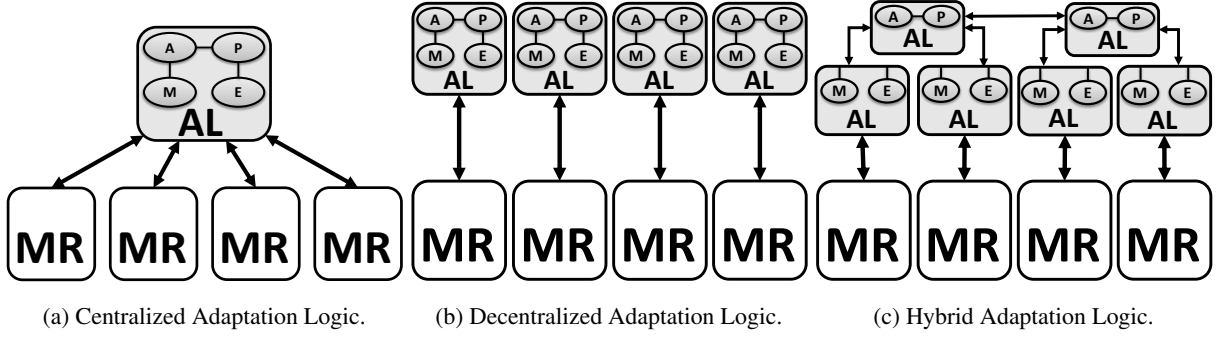 A P
M E
AL
MR MR MR MR
(a) Centralized Adaptation Logic.
A P A P A P A P
M E M E M E M E
AL AL AL AL
MR MR MR MR
(b) Decentralized Adaptation Logic.
A P A P
AL AL
M E M E M E M E
AL AL AL AL
MR MR MR MR
(c) Hybrid Adaptation Logic.